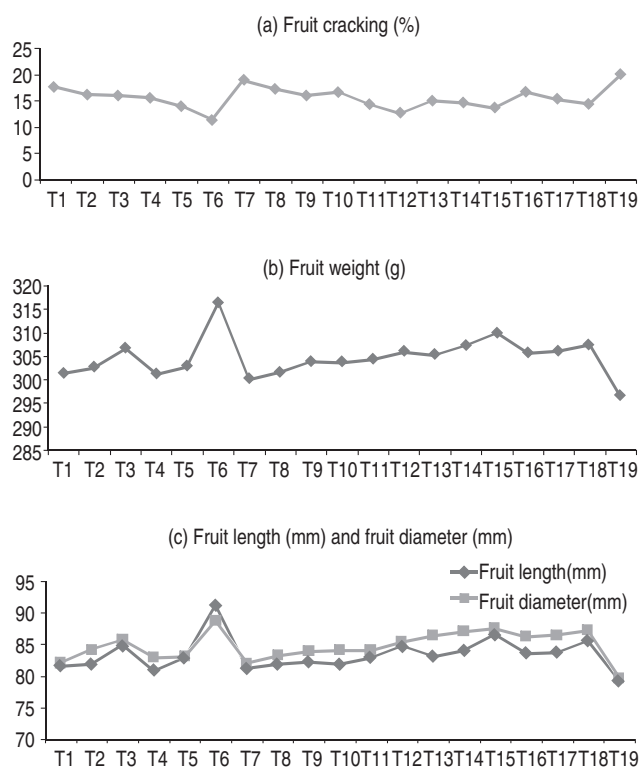 (a) Fruit cracking (%)
25
20
15
10
5
0
T1 T2 T3 T4 T5 T6 T7 T8 T9 T10 T11 T12 T13 T14 T15 T16 T17 T18 T19
(b) Fruit weight (g)
320
315
310
305
300
295
290
285
T1 T2 T3 T4 T5 T6 T7 T8 T9 T10 T11 T12 T13 T14 T15 T16 T17 T18 T19
(c) Fruit length (mm) and fruit diameter (mm)
Fruit length(mm)
Fruit diameter(mm)
95
90
85
80
75
70
T1 T2 T3 T4 T5 T6 T7 T8 T9 T10 T11 T12 T13 T14 T15 T16 T17 T18 T19